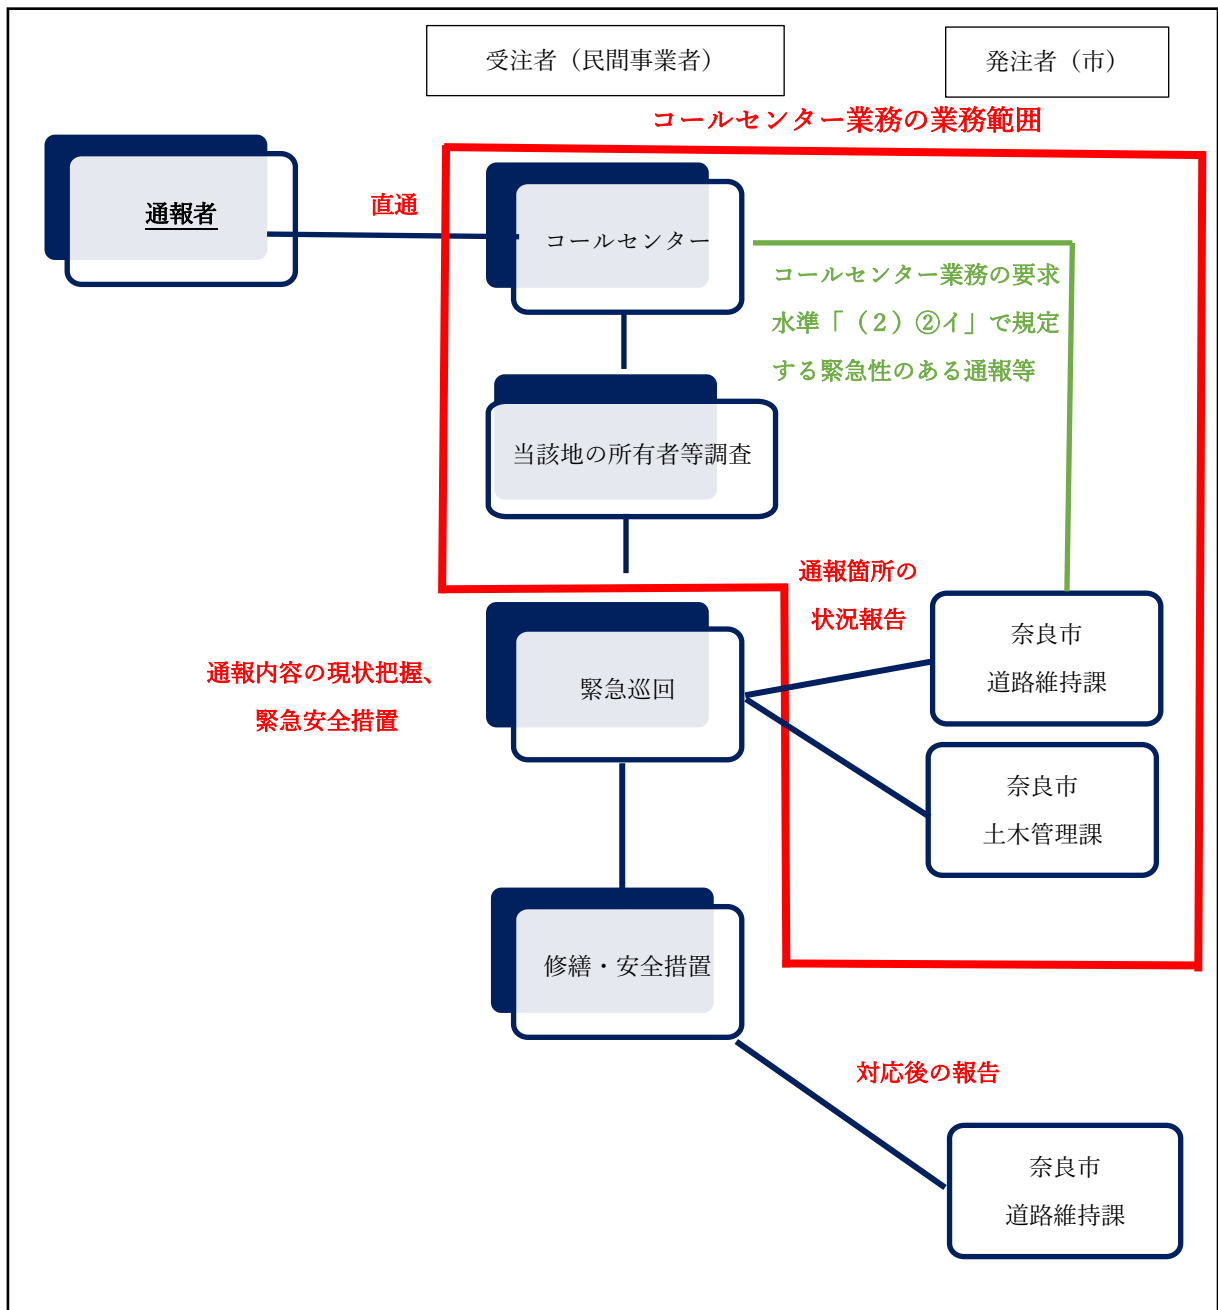 受注者（民間事業者）
発注者（市）
コールセンター業務の業務範囲
通報者
直通
コールセンター
コールセンター業務の要求
水準「（２）②イ」で規定
する緊急性のある通報等
当該地の所有者等調査
通報箇所の
状況報告
奈良市
道路維持課
通報内容の現状把握、
緊急安全措置
緊急巡回
奈良市
土木管理課
修繕・安全措置
対応後の報告
奈良市
道路維持課